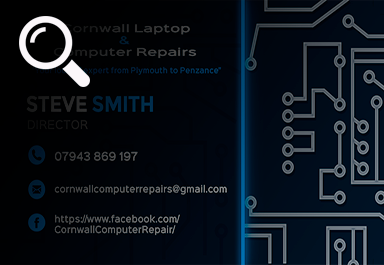 Cornwall Laptop
&
Computer Repairs
Expert from Plymouth to Penzance"
STEVE SMITH
DIRECTOR
07943 869 197
cornwallcomputerrepairs@gmail.com
https://www.facebook.com/
CornwallComputerRepair/